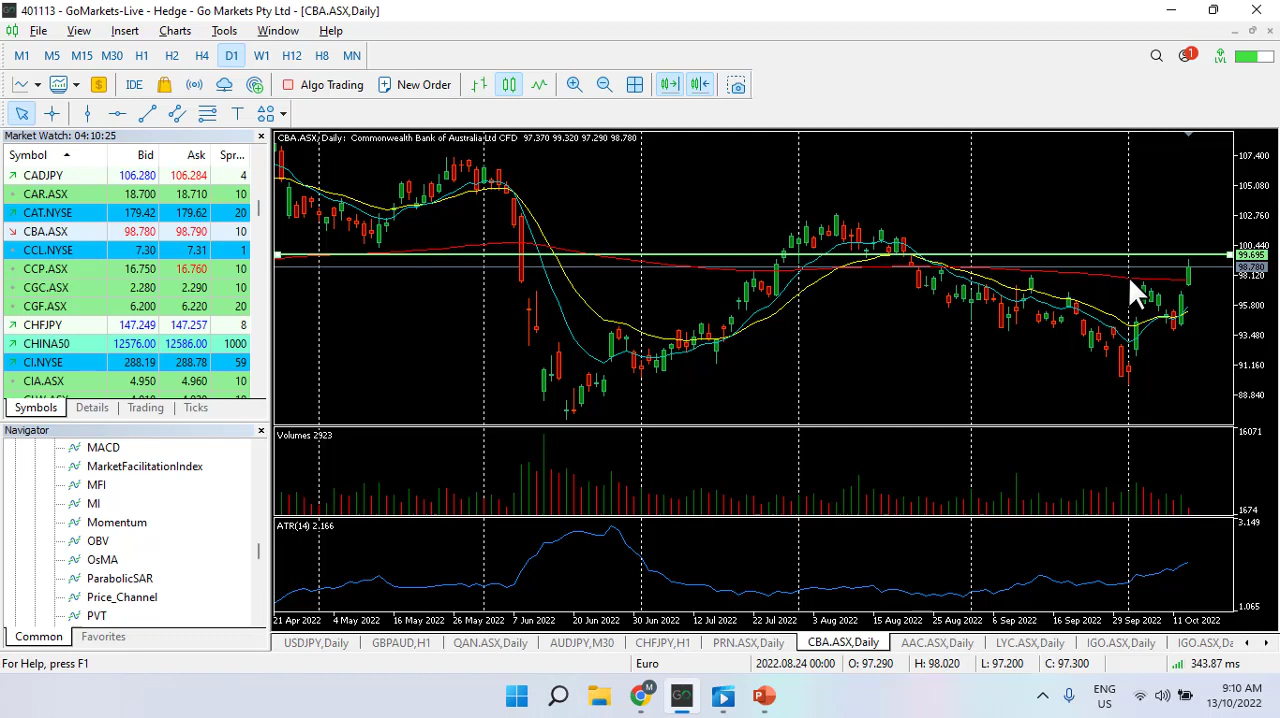 401113 - GoMarkets-Live - Hedge - Go Markets Pty Ltd - [CBA.ASX,Daily]
File View Insert Charts Tools Window Help
M1 M5 M15 M30 H1 H2 H4 D1 W1 H12 H8 MN
1 LVL
IDE Algo Trading New Order
Market Watch: 04:10:25
Symbol Bid Ask Spr...
CADJPY 106.280 106.284 4
CAR.ASX 18.700 18.710 10
CAT.NYSE 179.42 179.62 20
CBA.ASX 98.780 98.790 10
CCL.NYSE 7.30 7.31 1
CCP.ASX 16.750 16.760 10
CGC.ASX 2.280 2.290 10
CGF.ASX 6.200 6.220 20
CHFJPY 147.249 147.257 8
CHINA50 12576.00 12586.00 1000
CI.NYSE 288.19 288.78 59
CIA.ASX 4.950 4.960 10
Symbols Details Trading Ticks
Navigator
MACD
MarketFacilitationIndex
MFI
MI
Momentum
OBV
OsMA
ParabolicSAR
Price_Channel
PVT
Common Favorites
CBA.ASX, Daily: Commonwealth Bank of Australia Ltd CFD 97.370 99.320 97.290 98.780
107.400
105.080
102.760
100.440
99.695
98.780
98.120
95.800
93.480
91.160
88.840
Volumes 2923
16071
1674
ATR(14) 2.166
3.149
1.065
21 Apr 2022 4 May 2022 16 May 2022 26 May 2022 7 Jun 2022 20 Jun 2022 30 Jun 2022 12 Jul 2022 22 Jul 2022 3 Aug 2022 15 Aug 2022 25 Aug 2022 6 Sep 2022 16 Sep 2022 29 Sep 2022 11 Oct 2022
USDJPY,Daily GBPAUD,H1 QAN.ASX,Daily AUDJPY,M30 CHFJPY,H1 PRN.ASX,Daily CBA.ASX,Daily AAC.ASX,Daily LYC.ASX,Daily IGO.ASX,Daily IGO.ASX,Da
For Help, press F1 Euro 2022.08.24 00:00 O: 97.290 H: 98.020 L: 97.200 C: 97.300 343.87 ms
GO M
ENG
US
9:10 AM
13/10/2022